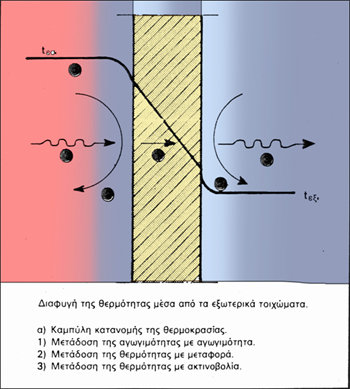 tεσ.
tεξ.
Διαφυγή της θερμότητας μέσα από τα εξωτερικά τοιχώματα.
α) Καμπύλη κατανομής της θερμοκρασίας.
1) Μετάδοση της αγωγιμότητας με αγωγιμότητα.
2) Μετάδοση της θερμότητας με μεταφορά.
3) Μετάδοση της θερμότητας με ακτινοβολία.